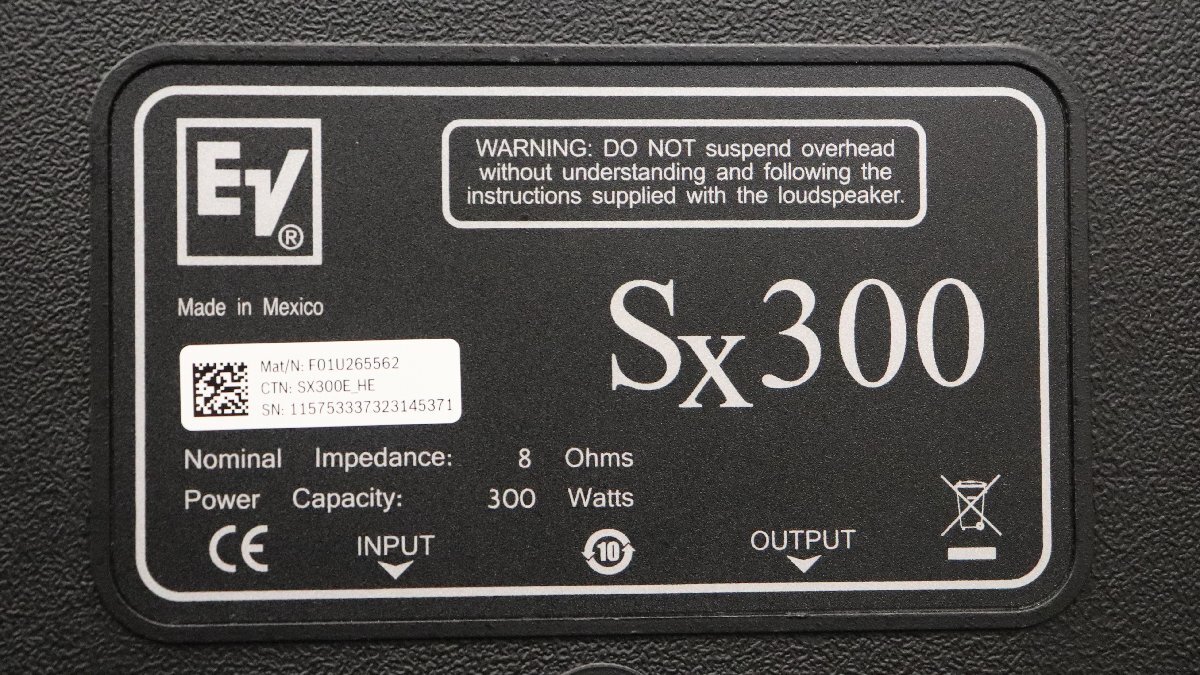 EV®
WARNING: DO NOT suspend overhead
without understanding and following the
instructions supplied with the loudspeaker.
Made in Mexico
Sx300
Mat/N: F01U265562
CTN: SX300E_HE
SN: 115753337323145371
Nominal Impedance: 8 Ohms
Power Capacity: 300 Watts
CE
INPUT
10
OUTPUT